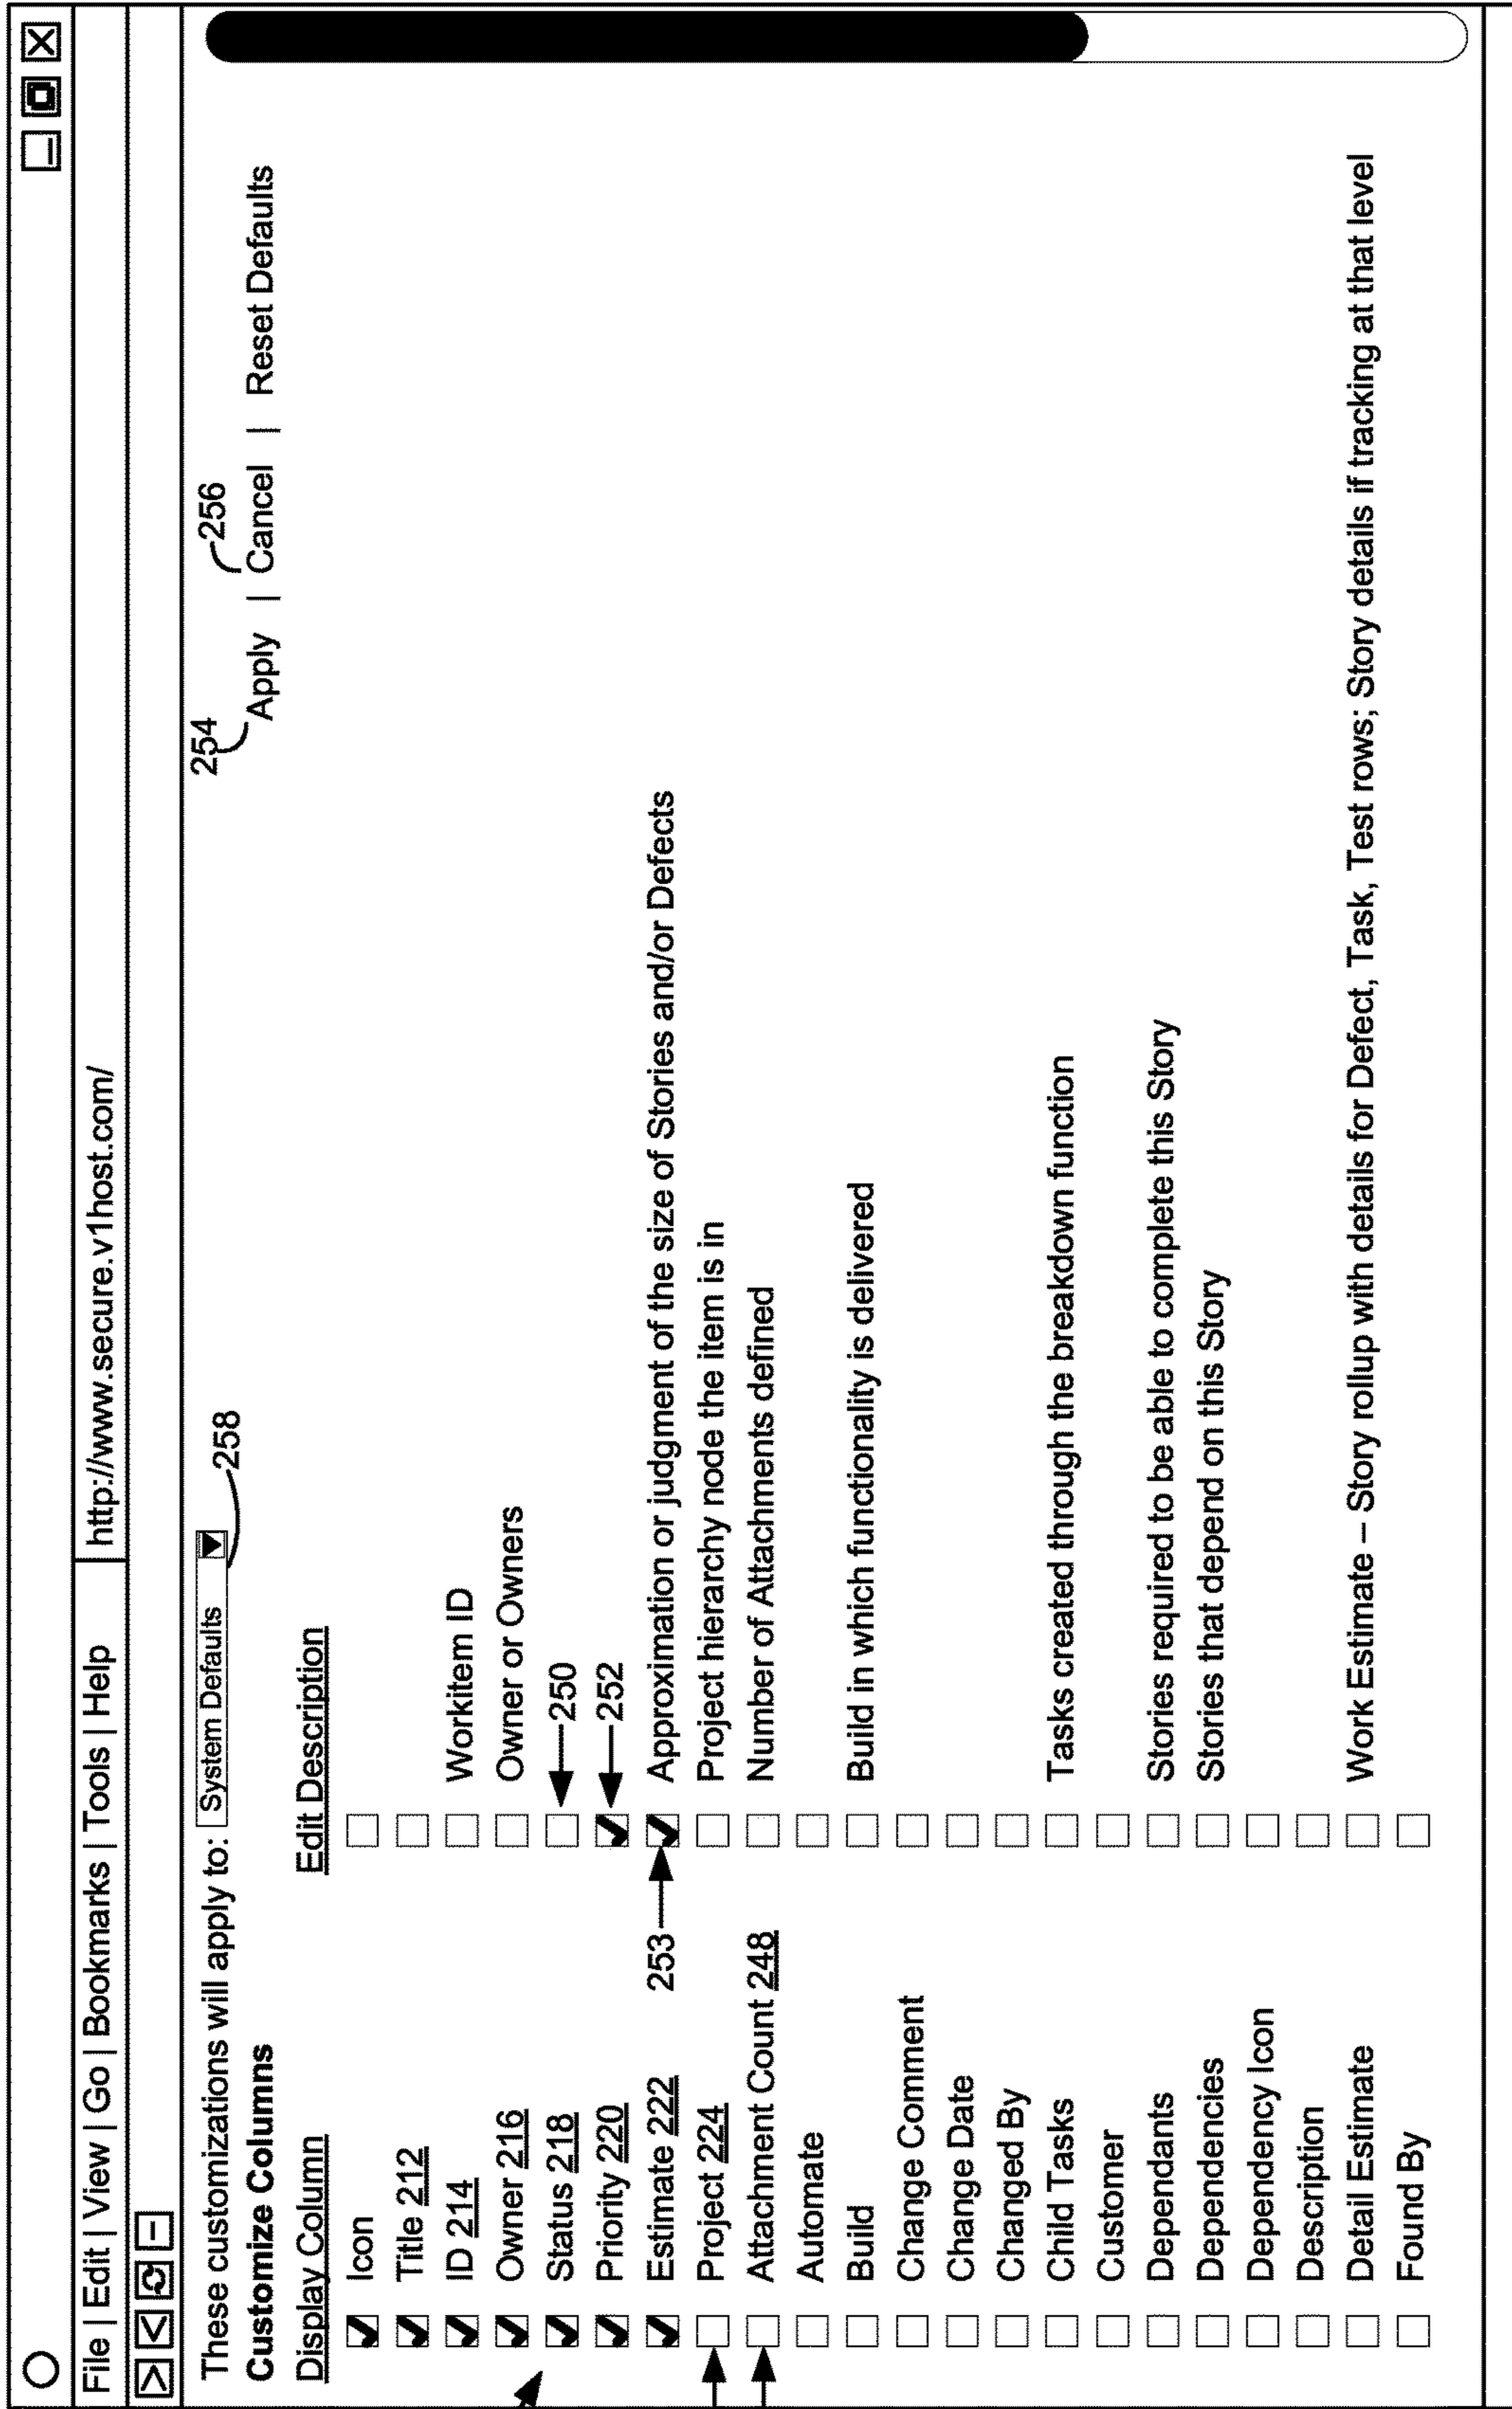 File | Edit | View | Go | Bookmarks | Tools | Help http://www.secure.v1host.com/
254 256
These customizations will apply to: System Defaults 258
Customize Columns Apply | Cancel | Reset Defaults
Display Column Edit Description
Icon
Title 212
ID 214 Workitem ID
Owner 216 Owner or Owners
Status 218 250
Priority 220 252
Estimate 222 253 Approximation or judgment of the size of Stories and/or Defects
Project 224 Project hierarchy node the item is in
Attachment Count 248 Number of Attachments defined
Automate
Build Build in which functionality is delivered
Change Comment
Change Date
Changed By
Child Tasks Tasks created through the breakdown function
Customer
Dependants Stories required to be able to complete this Story
Dependencies Stories that depend on this Story
Dependency Icon
Description
Detail Estimate Work Estimate – Story rollup with details for Defect, Task, Test rows; Story details if tracking at that level
Found By